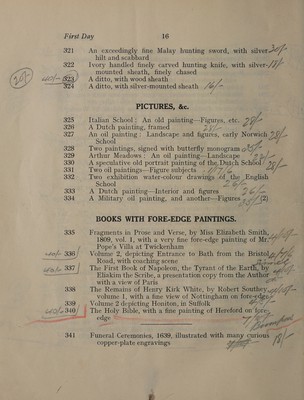 First Day 16
321 An exceedingly fine Malay hunting sword, with silver
hilt and scabbard
322 Ivory handled finely carved hunting knife, with silver-
mounted sheath, finely chased
323 A ditto, with wood sheath
324 A ditto, with silver-mounted sheath 16/-
PICTURES, &c.
325 Italian School: An old painting—Figures, etc.
326 A Dutch painting, framed
327 An oil painting: Landscape and figures, early Norwich
School
328 Two paintings, signed with butterfly monogram
329 Arthur Meadows: An oil painting—Landscape
330 A speculative old portrait painting of the Dutch School
331 Two oil paintings—Figure subjects
332 Two exhibition water-colour drawings of the English
School
333 A Dutch painting—Interior and figures
334 A Military oil painting, and another—Figures (2)
BOOKS WITH FORE-EDGE PAINTINGS.
335 Fragments in Prose and Verse, by Miss Elizabeth Smith,
1809, vol. 1, with a very fine fore-edge painting of Mr.
Pope's Villa at Twickenham
336 Volume 2, depicting Entrance to Bath from the Bristol
Road, with coaching scene
337 The First Book of Napoleon, the Tyrant of the Earth, by
Eliakim the Scribe, a presentation copy from the Author
with a view of Paris
338 The Remains of Henry Kirk White, by Robert Southey,
volume 1, with a fine view of Nottingham on fore-edge
339 Volume 2 depicting Honiton, in Suffolk
340 The Holy Bible, with a fine painting of Hereford on fore-
edge
341 Funeral Ceremonies, 1639, illustrated with many curious
copper-plate engravings